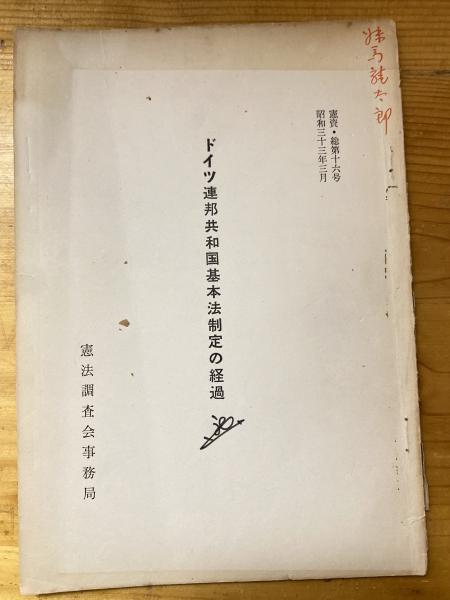 憲資・総第十六号
昭和三十三年三月
ドイツ連邦共和国基本法制定の経過
憲法調査会事務局